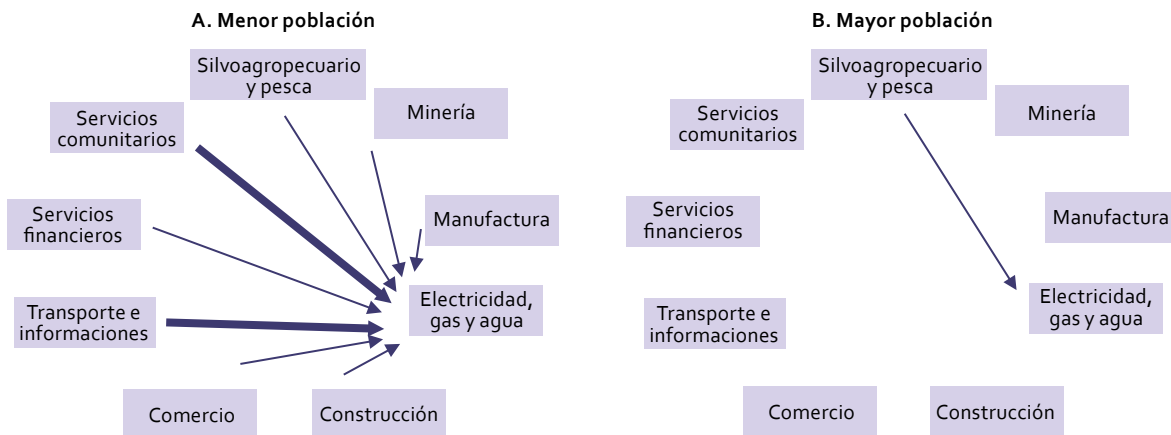 A. Menor población
Silvoagropecuario
y pesca
Minería
Servicios
comunitarios
Manufactura
Servicios
financieros
Electricidad,
gas y agua
Transporte e
informaciones
Comercio
Construcción
B. Mayor población
Silvoagropecuario
y pesca
Minería
Servicios
comunitarios
Manufactura
Servicios
financieros
Electricidad,
gas y agua
Transporte e
informaciones
Comercio
Construcción